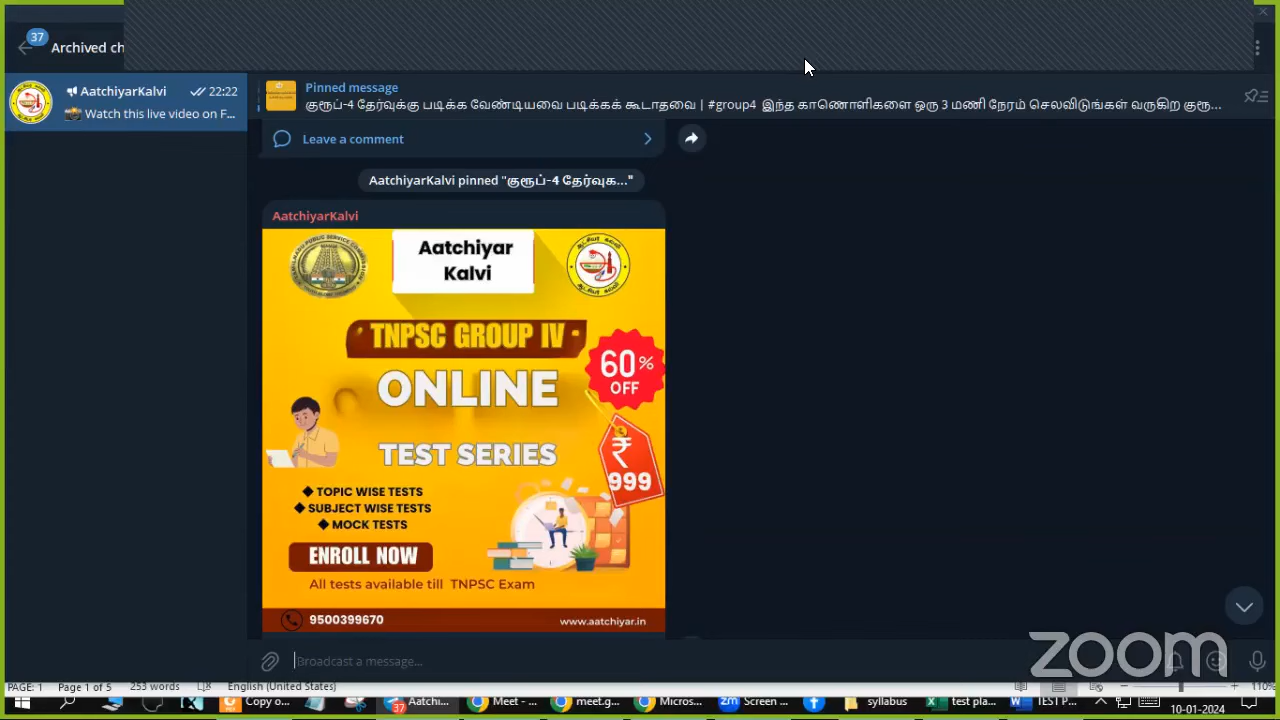 37
Archived ch
AatchiyarKalvi
22:22
Watch this live video on F...
Pinned message
குரூப்-4 தேர்வுக்கு படிக்க வேண்டியவை படிக்கக் கூடாதவை | #group4 இந்த காணொளிகளை ஒரு 3 மணி நேரம் செலவிடுங்கள் வருகிற குரூ...
Leave a comment
AatchiyarKalvi pinned "குரூப்-4 தேர்வுக..."
AatchiyarKalvi
Aatchiyar
Kalvi
TNPSC GROUP IV
ONLINE
60%
OFF
TEST SERIES
₹
999
◆ TOPIC WISE TESTS
◆ SUBJECT WISE TESTS
◆ MOCK TESTS
ENROLL NOW
All tests available till TNPSC Exam
9500399670
www.aatchiyar.in
Broadcast a message...
zoom
PAGE: 1 Page 1 of 5 253 words English (United States) 110%
Copy o... 37 Aatchi... Meet - ... meet.g... Micros... zm Screen ... syllabus test pla... TEST P...
10-01-2024